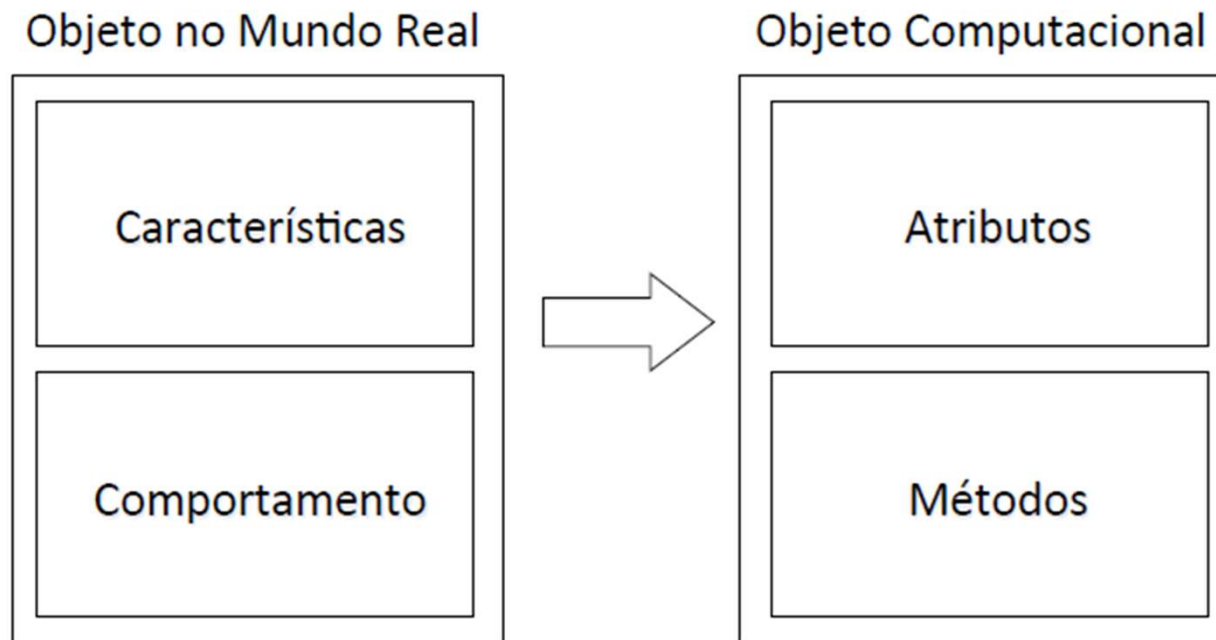 Objeto no Mundo Real
Características
Comportamento
Objeto Computacional
Atributos
Métodos